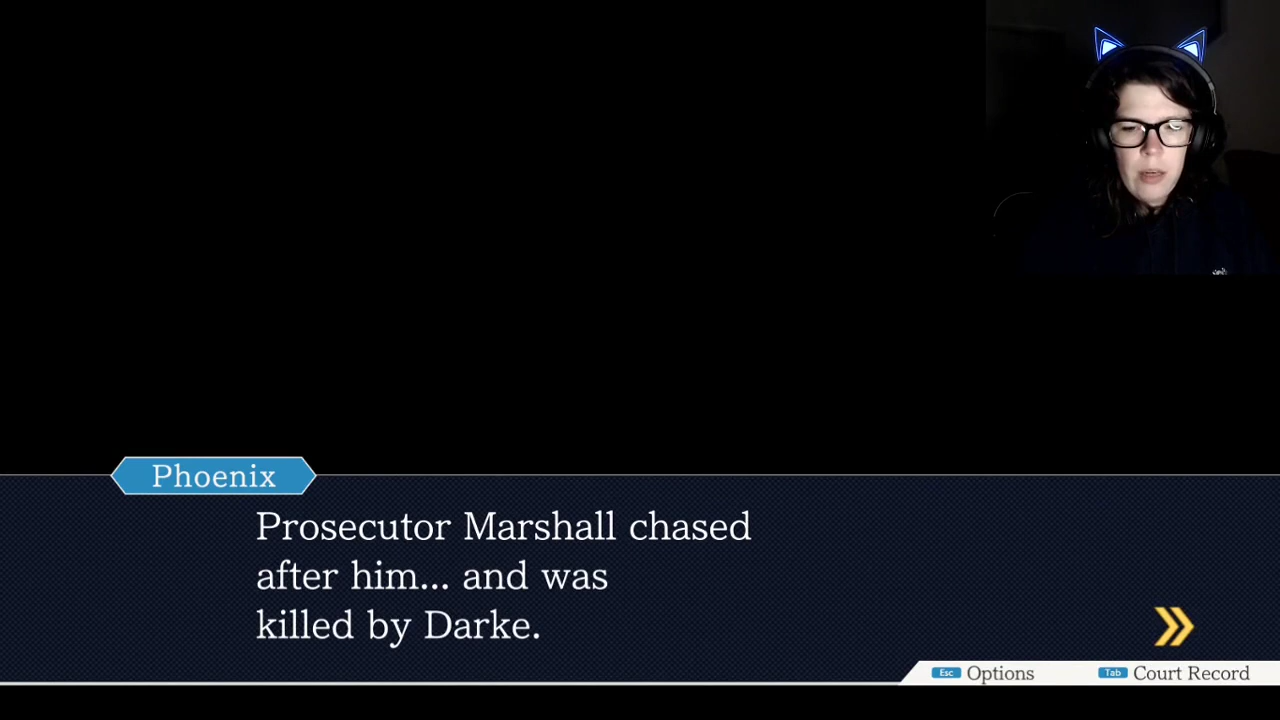 Phoenix
Prosecutor Marshall chased
after him... and was
killed by Darke.
Esc Options Tab Court Record